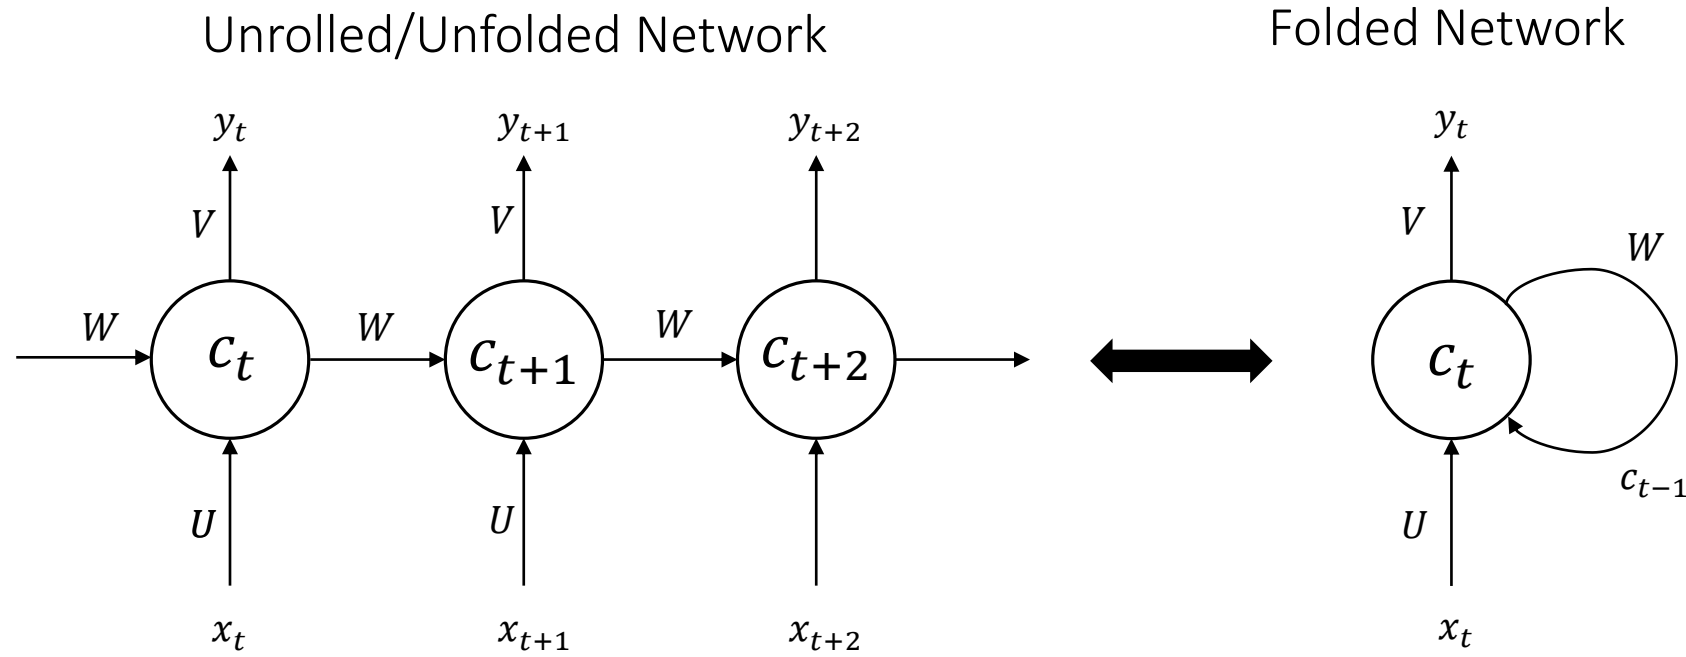 Unrolled/Unfolded Network
Folded Network
y_t
y_{t+1}
y_{t+2}
y_t
V
V
V
W
W
W
W
c_t
c_{t+1}
c_{t+2}
c_t
c_{t−1}
U
U
U
x_t
x_{t+1}
x_{t+2}
x_t